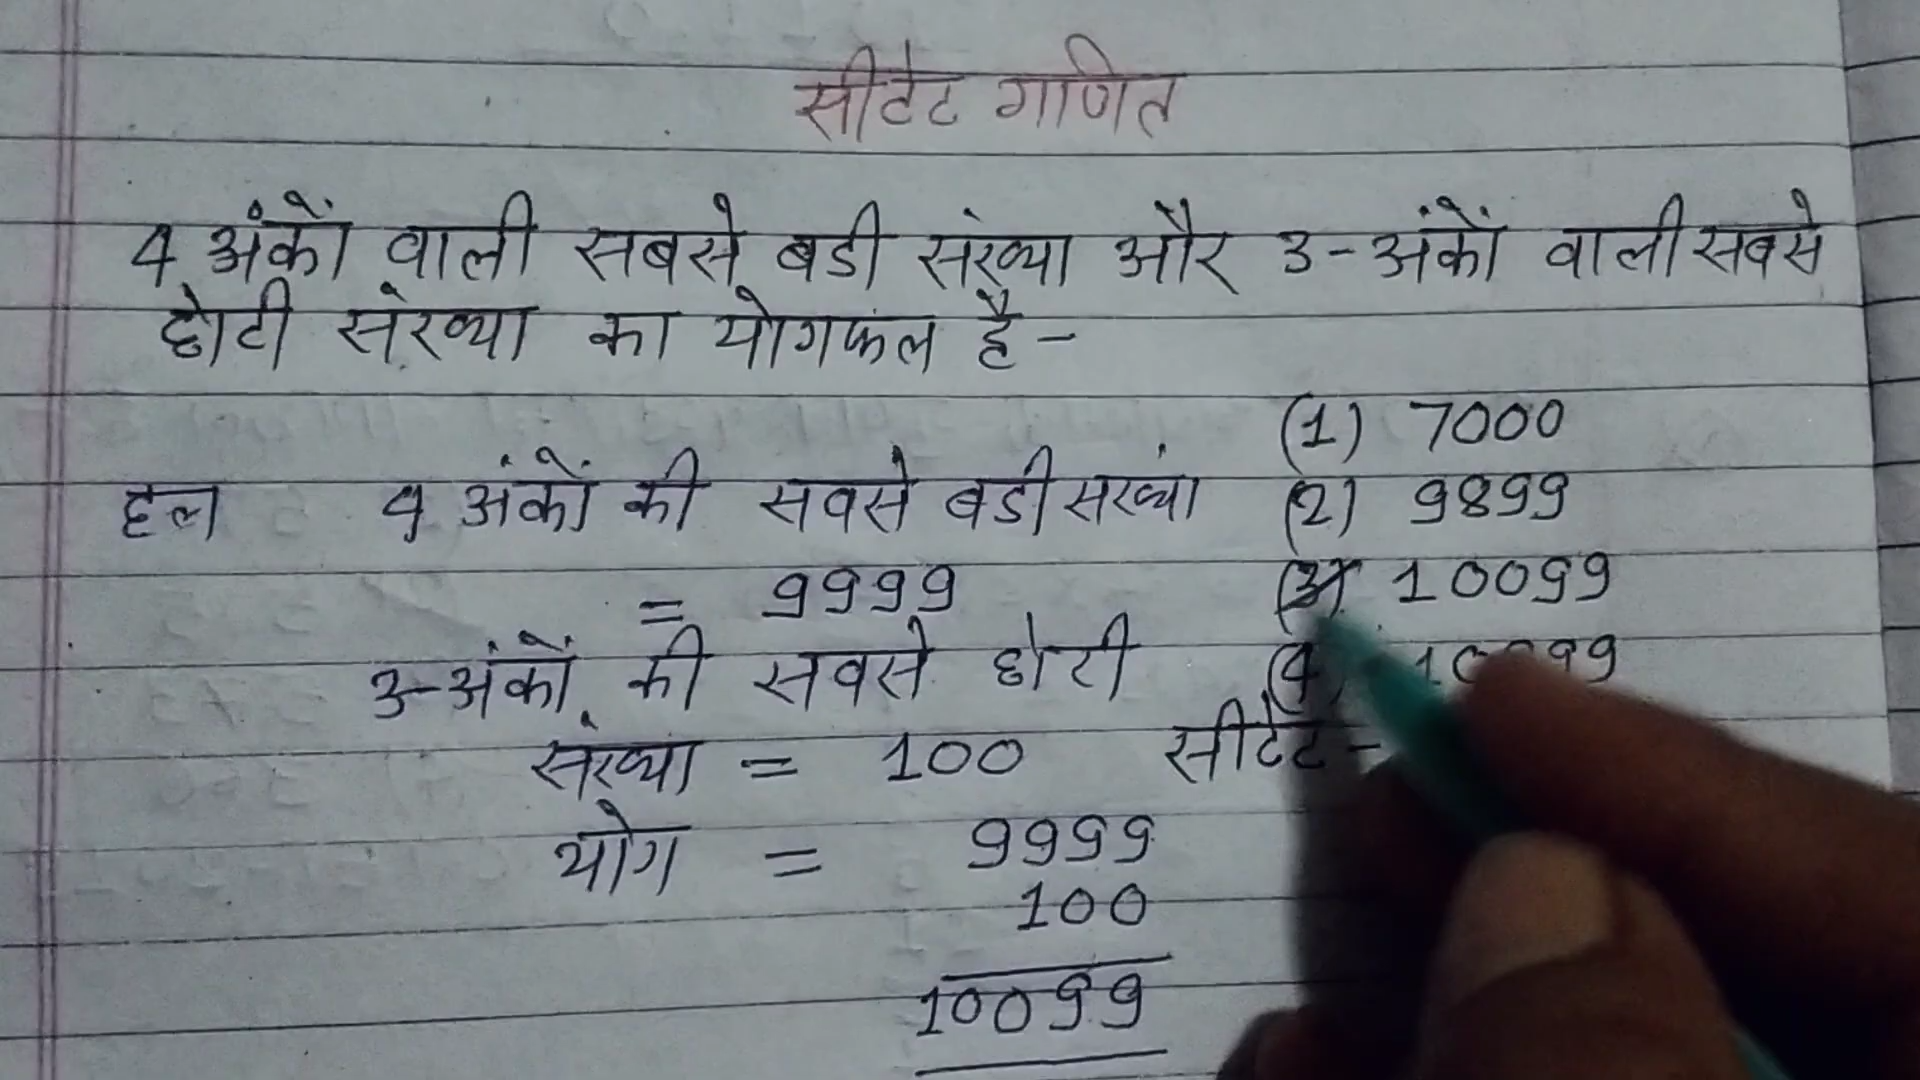 सीटेट गणित
4 अंकों वाली सबसे बडी संख्या और 3-अंकों वाली सबसे
छोटी संख्या का योगफल है-
(1) 7000
हल 4 अंकों की सबसे बडी सख्यां (2) 9899
= 9999 (3) 10099
3-अंकों की सबसे छोटी (4)
संख्या = 100 सीटेट-
योग = 9999
100
10099